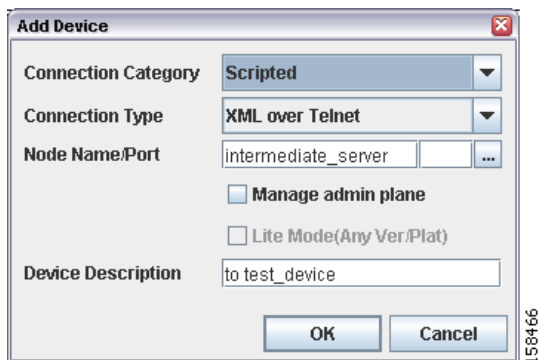 Add Device
Connection Category Scripted
Connection Type XML over Telnet
Node Name/Port intermediate_server ...
Manage admin plane
Lite Mode(Any Ver/Plat)
Device Description to test_device
OK Cancel
58466